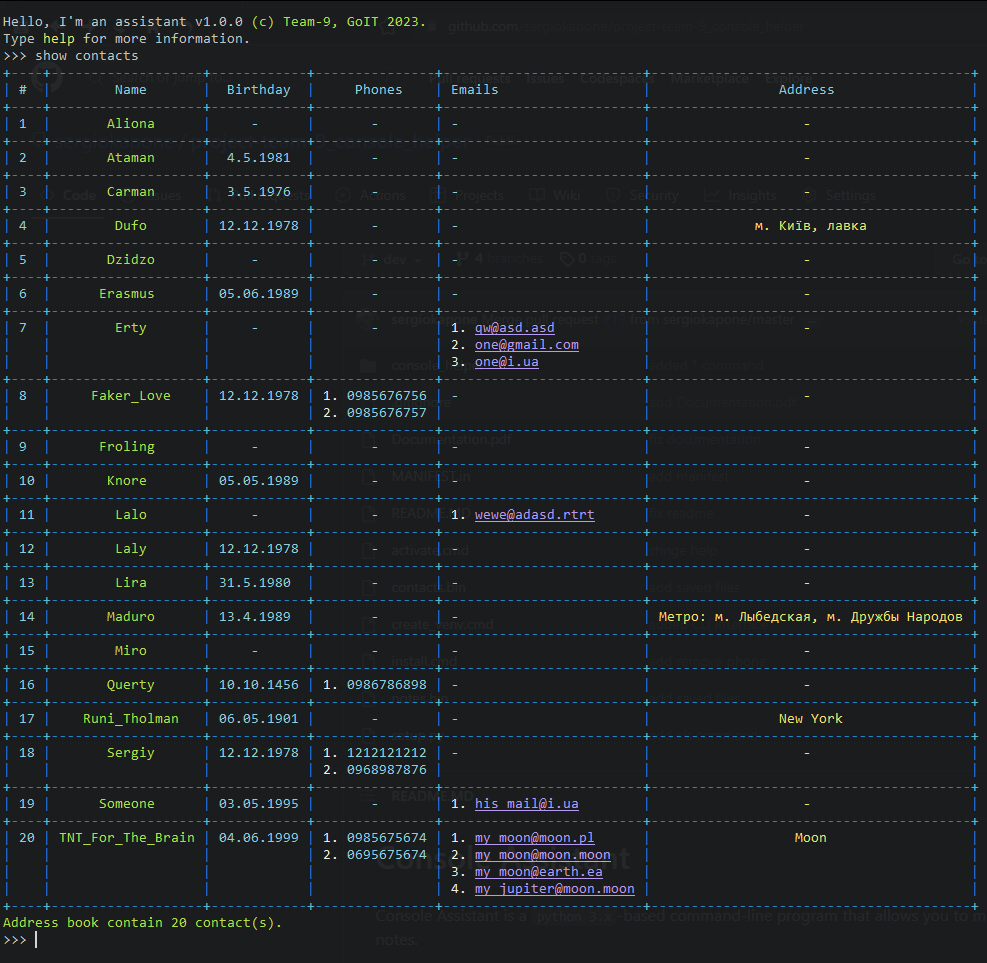 Hello, I'm an assistant v1.0.0 (c) Team-9, GoIT 2023.
Type help for more information.
>>> show contacts
# | Name | Birthday | Phones | Emails | Address
1 | Aliona | - | - | - | -
2 | Ataman | 4.5.1981 | - | - | -
3 | Carman | 3.5.1976 | - | - | -
4 | Dufo | 12.12.1978 | - | - | м. Київ, лавка
5 | Dzidzo | - | - | - | -
6 | Erasmus | 05.06.1989 | - | - | -
7 | Erty | - | - | 1. qw@asd.asd | -
2. one@gmail.com
3. one@i.ua
8 | Faker_Love | 12.12.1978 | 1. 0985676756 | - | -
2. 0985676757
9 | Froling | - | - | - | -
10 | Knore | 05.05.1989 | - | - | -
11 | Lalo | - | - | 1. wewe@adasd.rtrt | -
12 | Laly | 12.12.1978 | - | - | -
13 | Lira | 31.5.1980 | - | - | -
14 | Maduro | 13.4.1989 | - | - | Метро: м. Лыбедская, м. Дружбы Народов
15 | Miro | - | - | - | -
16 | Querty | 10.10.1456 | 1. 0986786898 | - | -
17 | Runi_Tholman | 06.05.1901 | - | - | New York
18 | Sergiy | 12.12.1978 | 1. 1212121212 | - | -
2. 0968987876
19 | Someone | 03.05.1995 | - | 1. his_mail@i.ua | -
20 | TNT_For_The_Brain | 04.06.1999 | 1. 0985675674 | 1. my_moon@moon.pl | Moon
2. 0695675674 | 2. my_moon@moon.moon
3. my_moon@earth.ea
4. my_jupiter@moon.moon
Address book contain 20 contact(s).
>>>